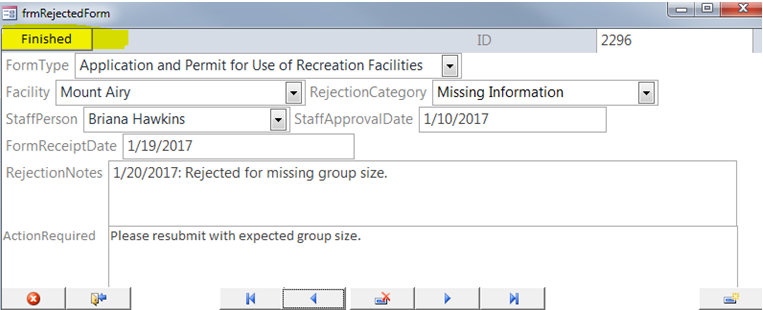 frmRejectedForm
Finished ID 2296
FormType Application and Permit for Use of Recreation Facilities
Facility Mount Airy RejectionCategory Missing Information
StaffPerson Briana Hawkins StaffApprovalDate 1/10/2017
FormReceiptDate 1/19/2017
RejectionNotes 1/20/2017: Rejected for missing group size.
ActionRequired Please resubmit with expected group size.